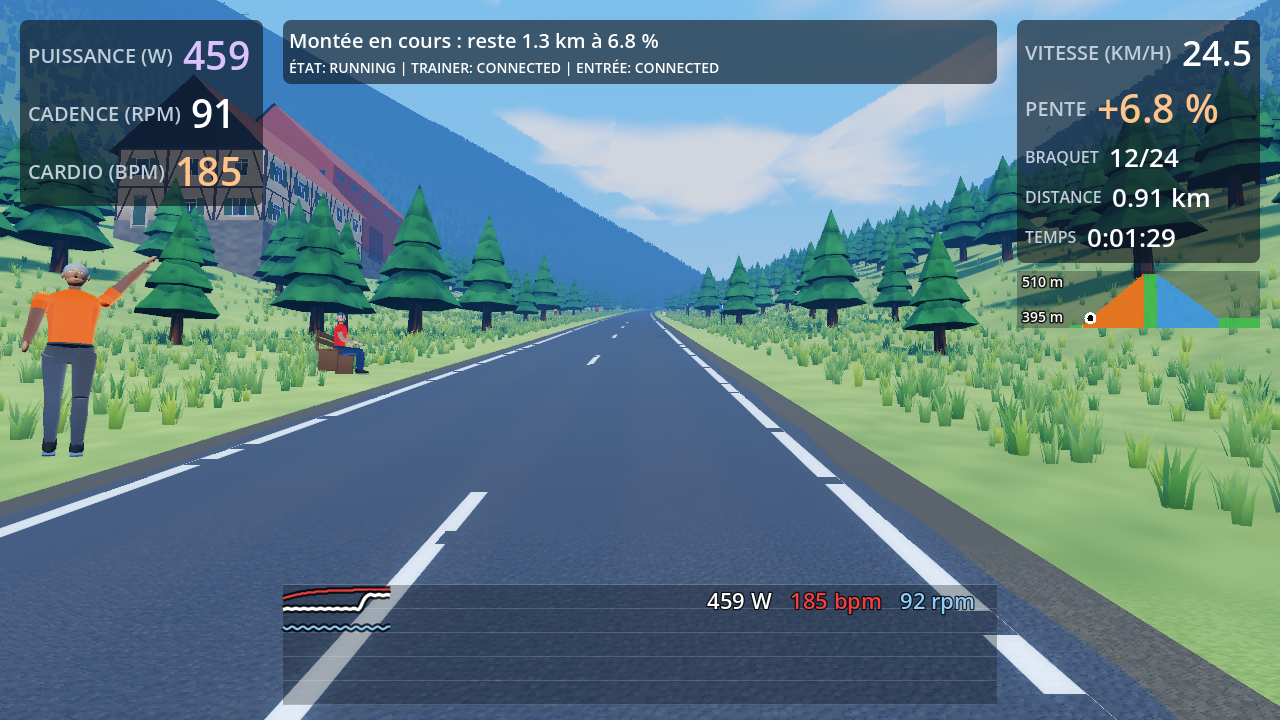 PUISSANCE (W) 459
CADENCE (RPM) 91
CARDIO (BPM) 185
Montée en cours : reste 1.3 km à 6.8 %
ÉTAT: RUNNING | TRAINER: CONNECTED | ENTRÉE: CONNECTED
VITESSE (KM/H) 24.5
PENTE +6.8 %
BRAQUET 12/24
DISTANCE 0.91 km
TEMPS 0:01:29
510 m
395 m
459 W 185 bpm 92 rpm